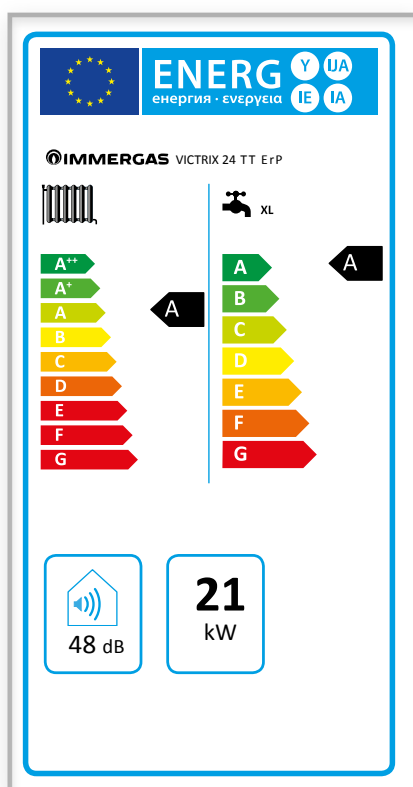 ENERG Y IJA
енергия · ενεργεια IE IA
IMMERGAS VICTRIX 24 TT ErP
XL
A++
A+
A
B
C
D
E
F
G
A
A
B
C
D
E
F
G
A
48 dB
21
kW